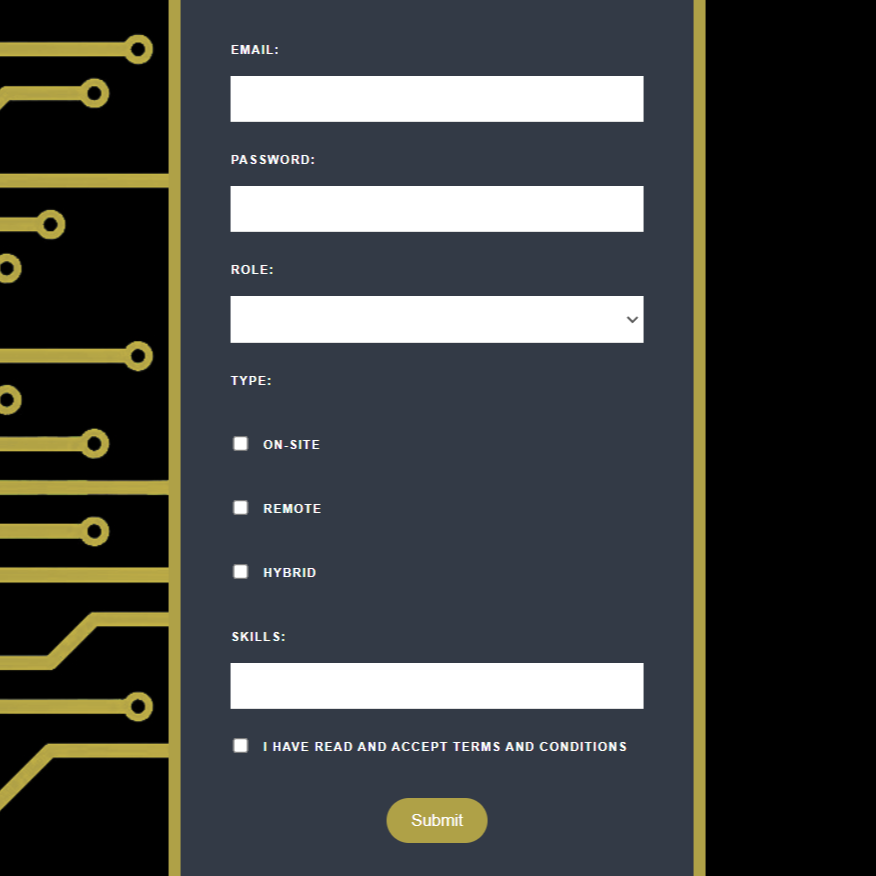 EMAIL:
PASSWORD:
ROLE:
TYPE:
ON-SITE
REMOTE
HYBRID
SKILLS:
I HAVE READ AND ACCEPT TERMS AND CONDITIONS
Submit